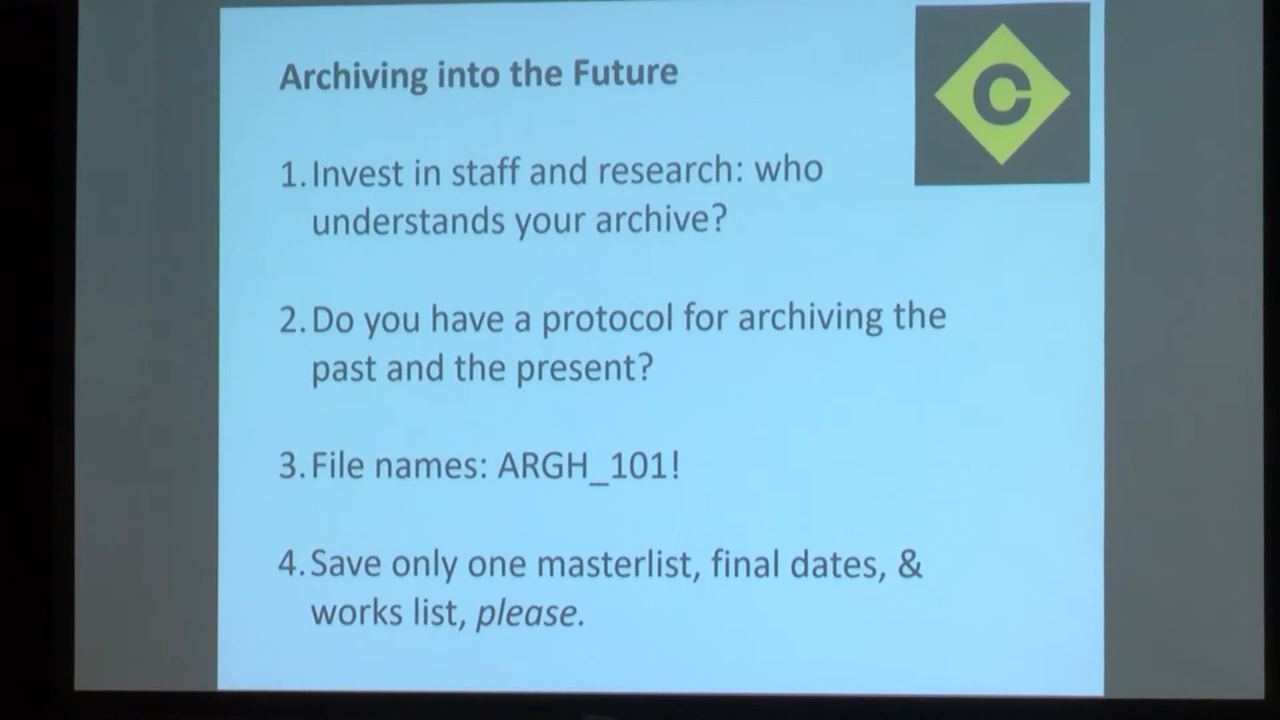 Archiving into the Future
C
1. Invest in staff and research: who
understands your archive?
2. Do you have a protocol for archiving the
past and the present?
3. File names: ARGH_101!
4. Save only one masterlist, final dates, &
works list, please.